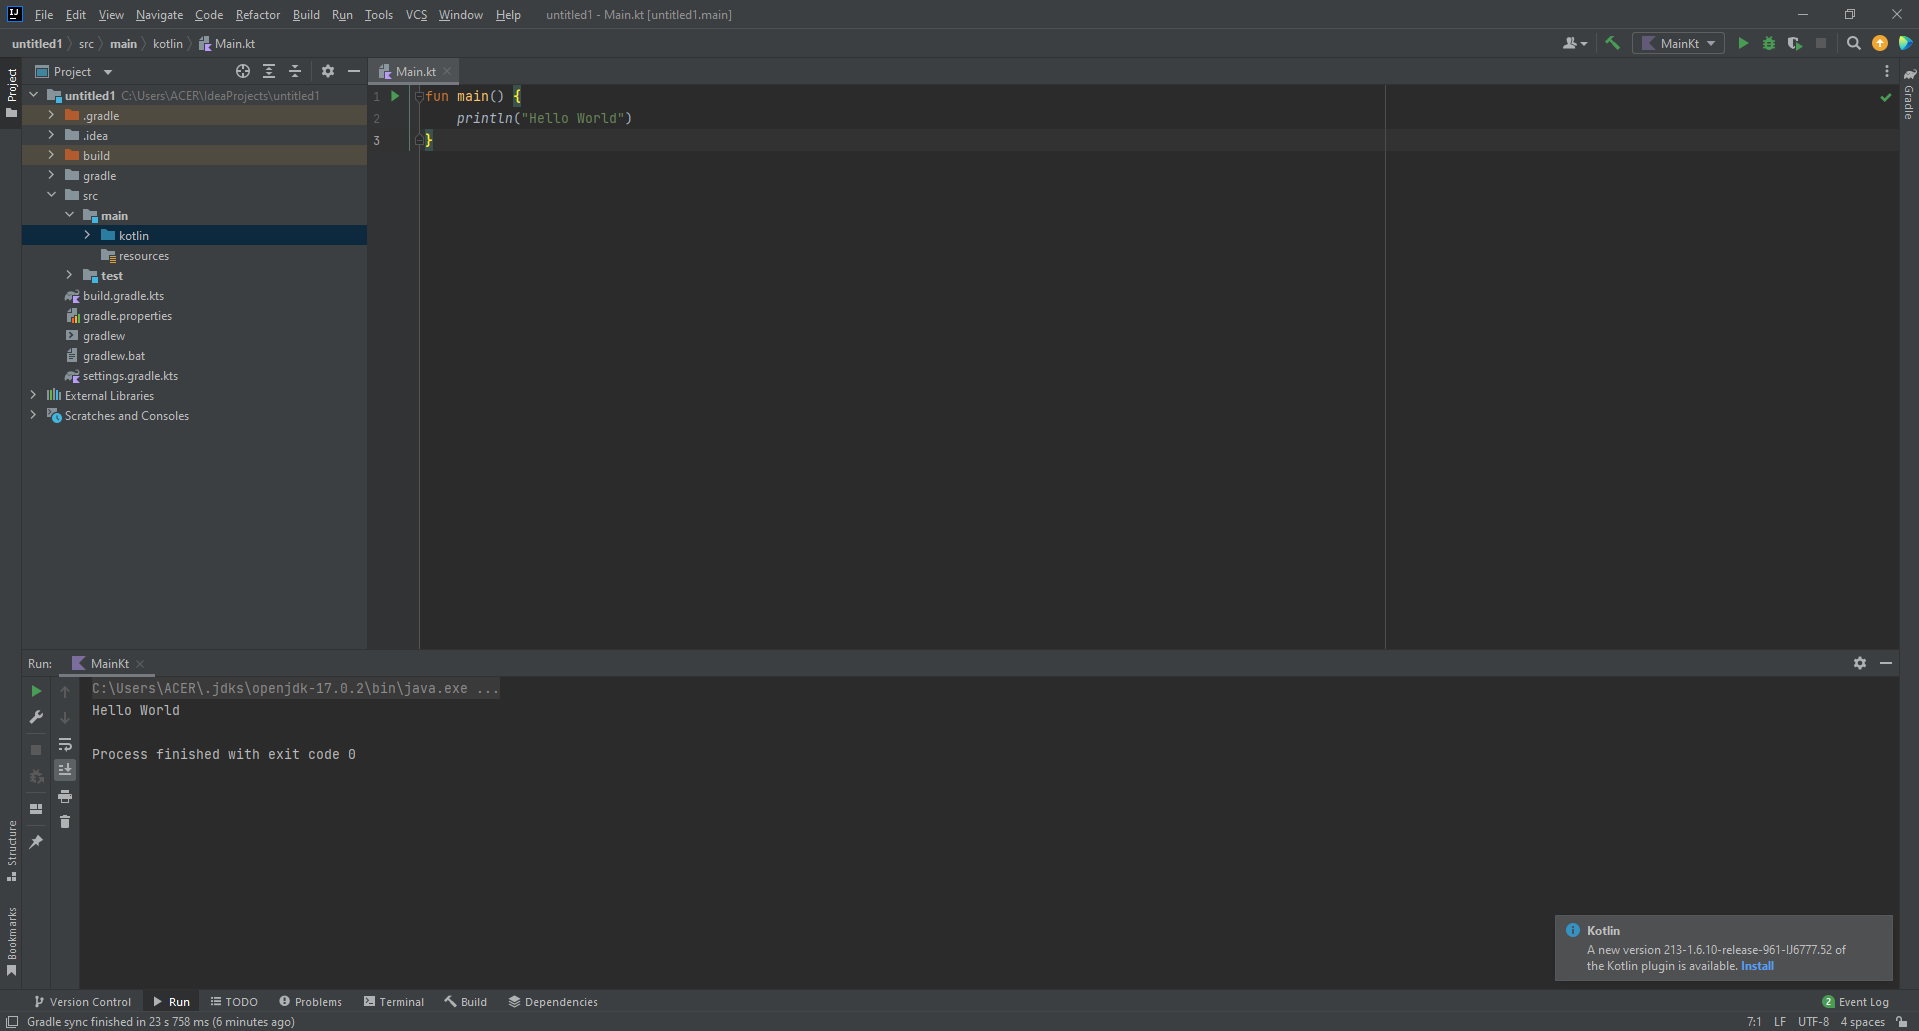 File Edit View Navigate Code Refactor Build Run Tools VCS Window Help untitled1 - Main.kt [untitled1.main]
untitled1 src main kotlin Main.kt MainKt
Project
Project
Main.kt
Gradle
untitled1 C:\Users\ACER\IdeaProjects\untitled1
.gradle
.idea
build
gradle
src
main
kotlin
resources
test
build.gradle.kts
gradle.properties
gradlew
gradlew.bat
settings.gradle.kts
External Libraries
Scratches and Consoles
1 fun main() {
2 println("Hello World")
3 }
Run: MainKt
C:\Users\ACER\.jdks\openjdk-17.0.2\bin\java.exe ...
Hello World
Process finished with exit code 0
Structure
Bookmarks
Kotlin
A new version 213-1.6.10-release-961-IJ6777.52 of
the Kotlin plugin is available. Install
Version Control Run TODO Problems Terminal Build Dependencies 2 Event Log
Gradle sync finished in 23 s 758 ms (6 minutes ago) 7:1 LF UTF-8 4 spaces